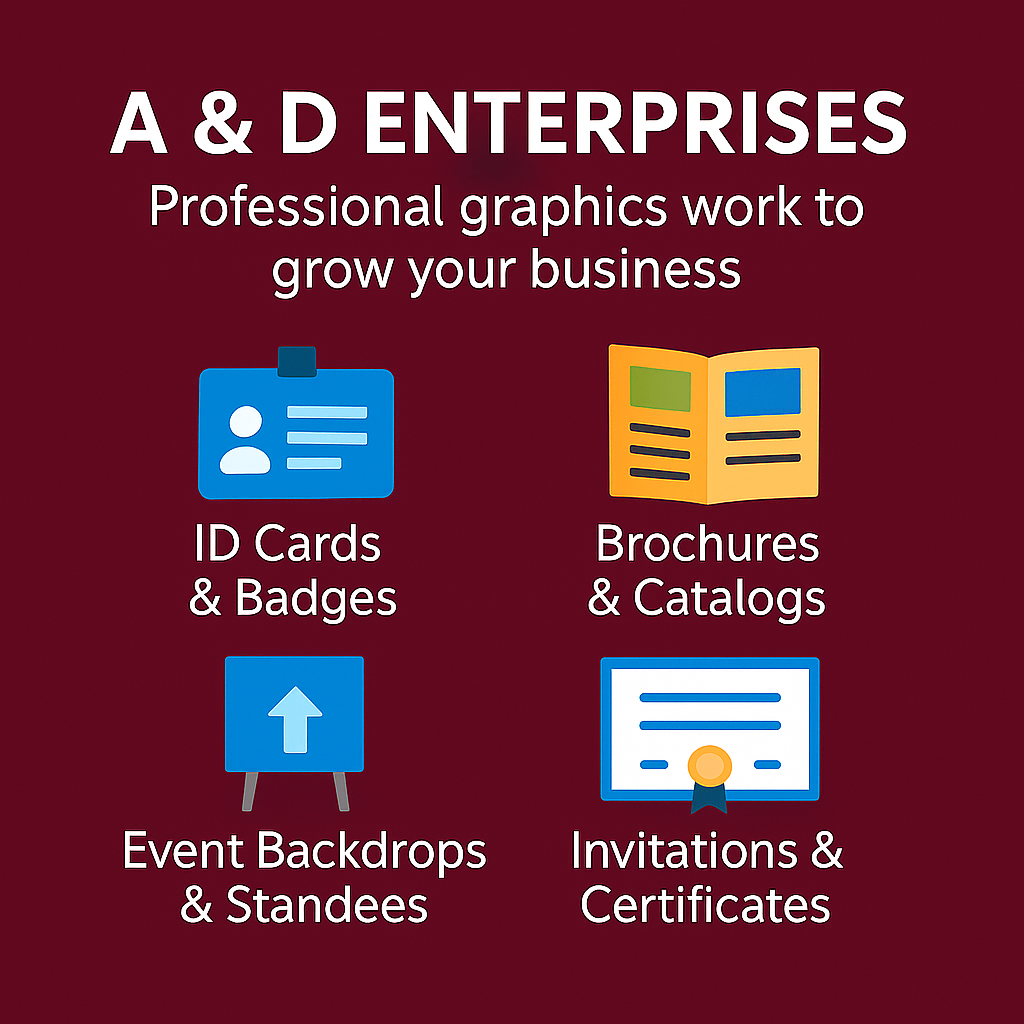 A & D ENTERPRISES
Professional graphics work to
grow your business
ID Cards
& Badges
Brochures
& Catalogs
Event Backdrops
& Standees
Invitations &
Certificates